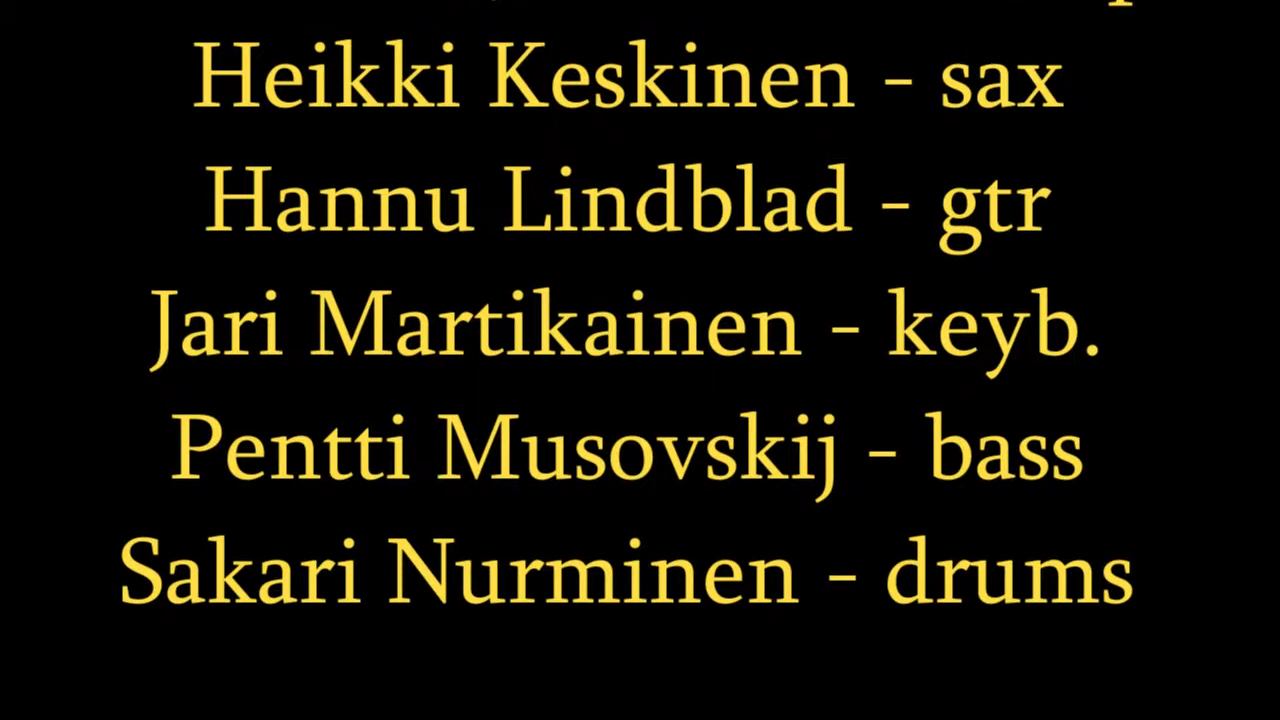 Heikki Keskinen - sax
Hannu Lindblad - gtr
Jari Martikainen - keyb.
Pentti Musovskij - bass
Sakari Nurminen - drums